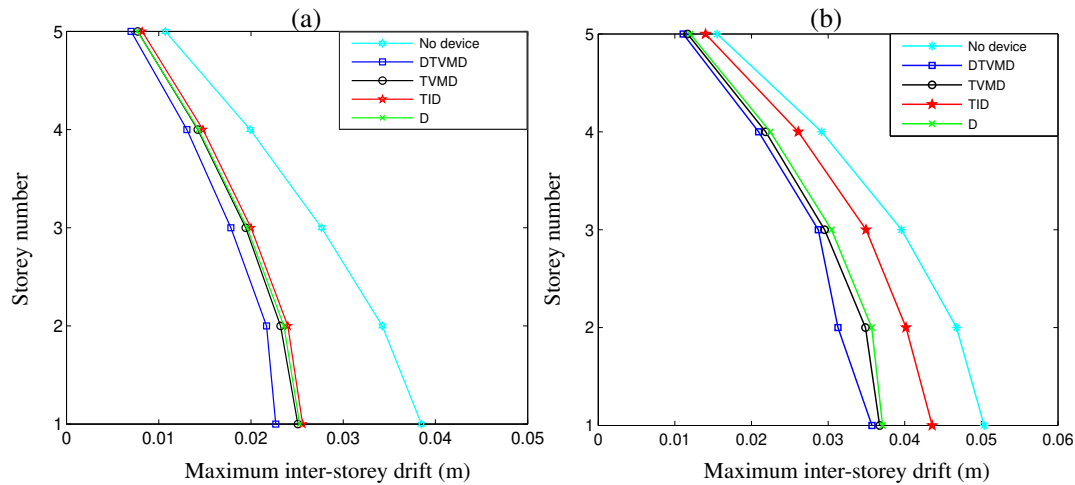 (a)
5
4
3
2
1
0
0.01
0.02
0.03
0.04
0.05
Storey number
Maximum inter-storey drift (m)
No device
DTVMD
TVMD
TID
D
(b)
5
4
3
2
1
0
0.01
0.02
0.03
0.04
0.05
0.06
Storey number
Maximum inter-storey drift (m)
No device
DTVMD
TVMD
TID
D